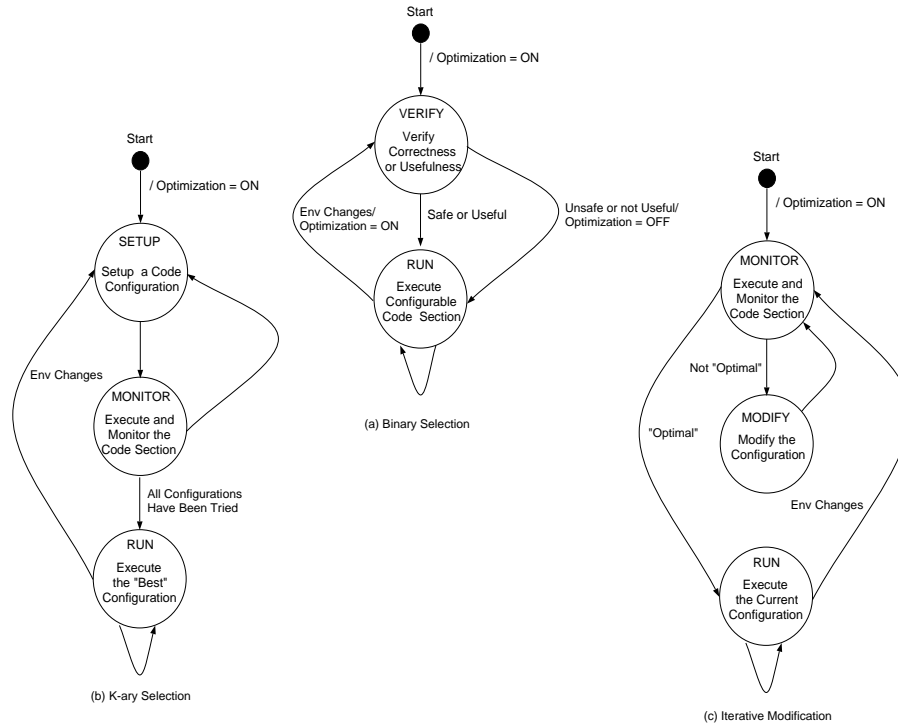 Start
/ Optimization = ON
SETUP
Setup a Code
Configuration
Env Changes
MONITOR
Execute and
Monitor the
Code Section
All Configurations
Have Been Tried
RUN
Execute
the "Best"
Configuration
(b) K-ary Selection
Start
/ Optimization = ON
VERIFY
Verify
Correctness
or Usefulness
Env Changes/
Optimization = ON
Safe or Useful
Unsafe or not Useful/
Optimization = OFF
RUN
Execute
Configurable
Code Section
(a) Binary Selection
Start
/ Optimization = ON
MONITOR
Execute and
Monitor the
Code Section
Not "Optimal"
"Optimal"
MODIFY
Modify the
Configuration
Env Changes
RUN
Execute
the Current
Configuration
(c) Iterative Modification